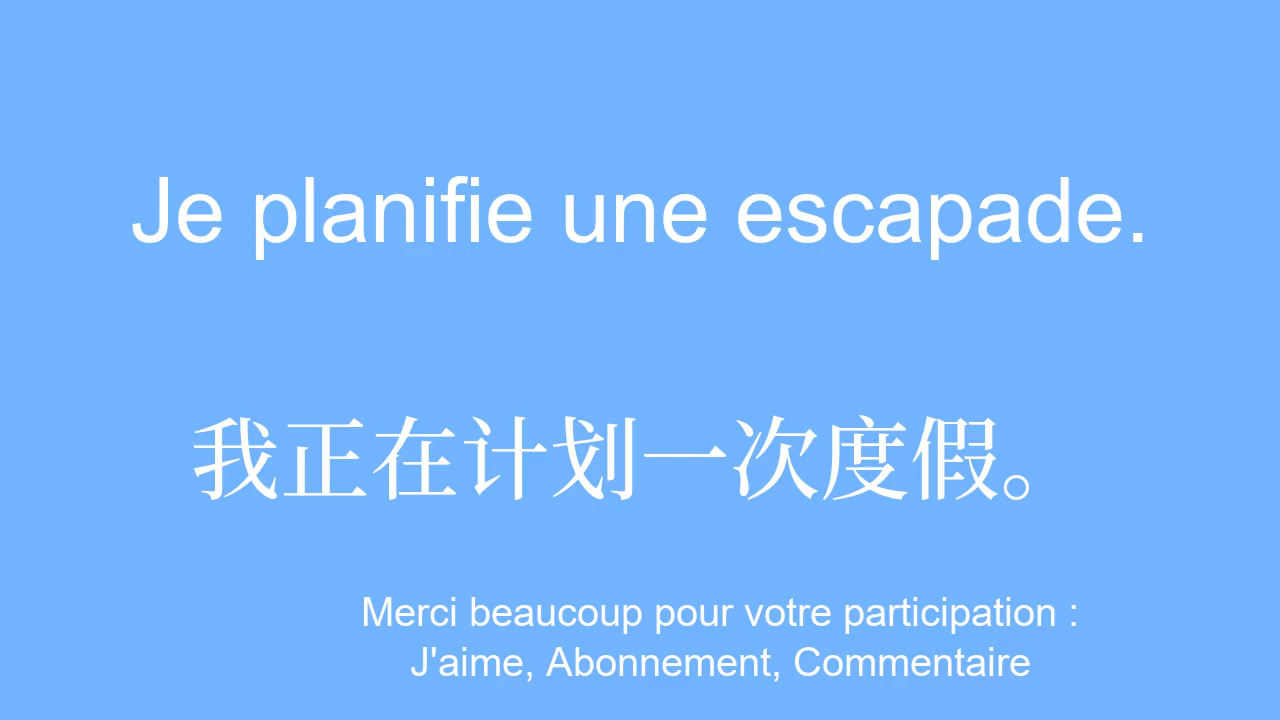 Je planifie une escapade.
我正在计划一次度假。
Merci beaucoup pour votre participation :
J'aime, Abonnement, Commentaire